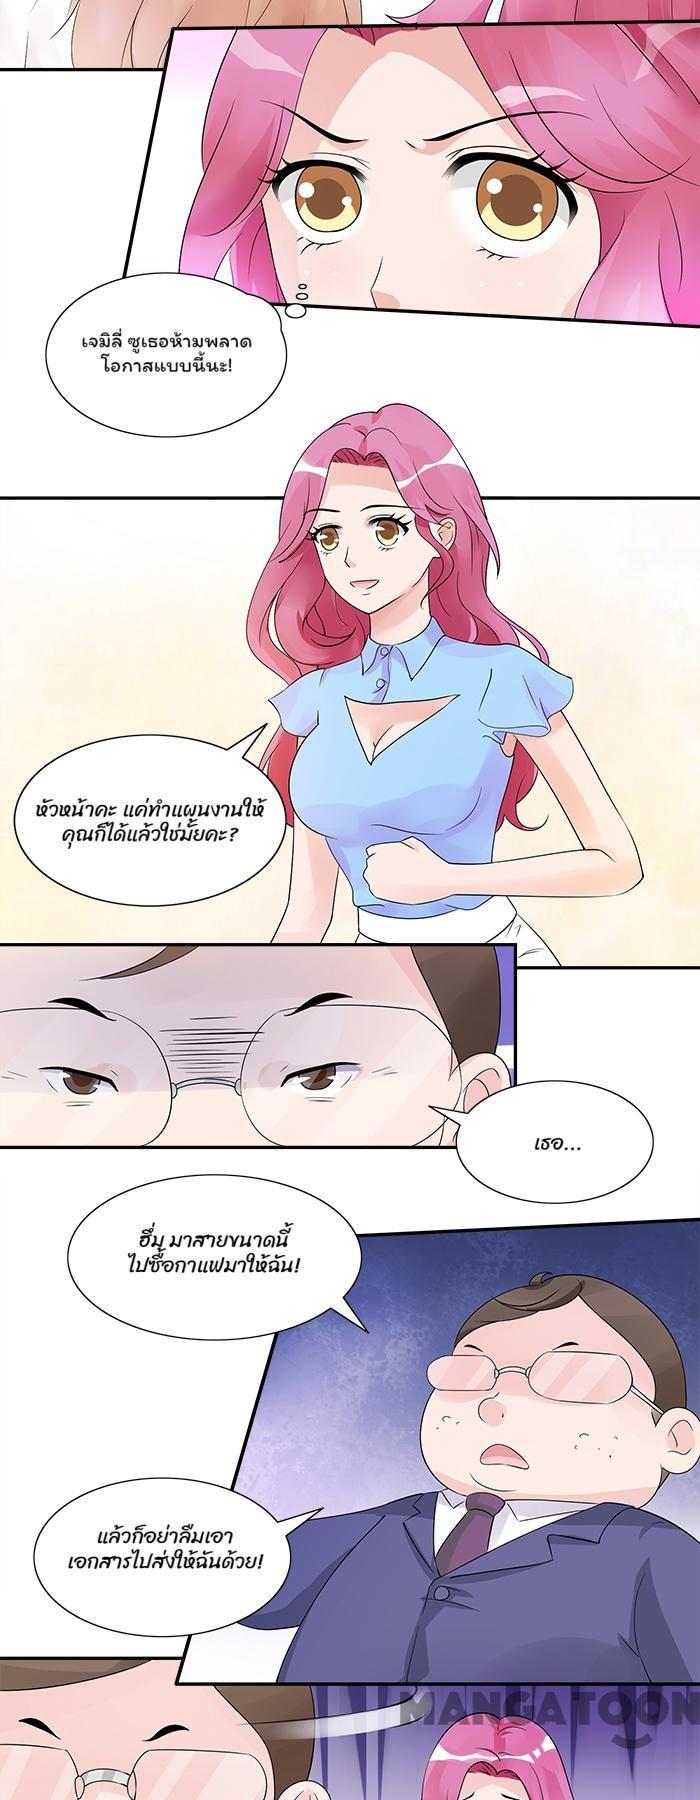 เจมิลี่ ซูเธอห้ามพลาด
โอกาสแบบนี้นะ!
หัวหน้าคะ แค่ทำแผนงานให้
คุณก็ได้แล้วใช่มั้ยคะ?
เธอ...
ฮึ่ม มาสายขนาดนี้
ไปซื้อกาแฟมาให้ฉัน!
แล้วก็อย่าลืมเอา
เอกสารไปส่งให้ฉันด้วย!
MANGATOON